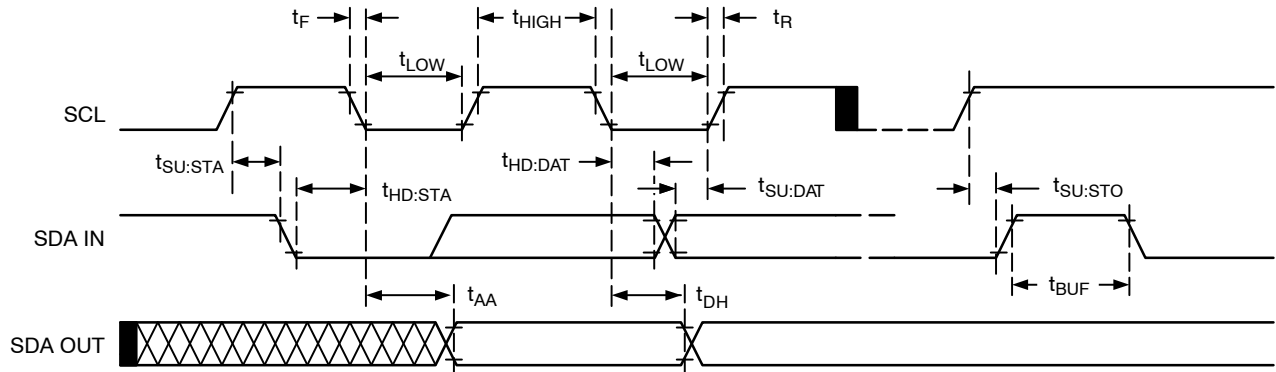 tF
tHIGH
tR
tLOW
tLOW
SCL
tSU:STA
tHD:STA
tHD:DAT
tSU:DAT
tSU:STO
SDA IN
tBUF
tAA
tDH
SDA OUT